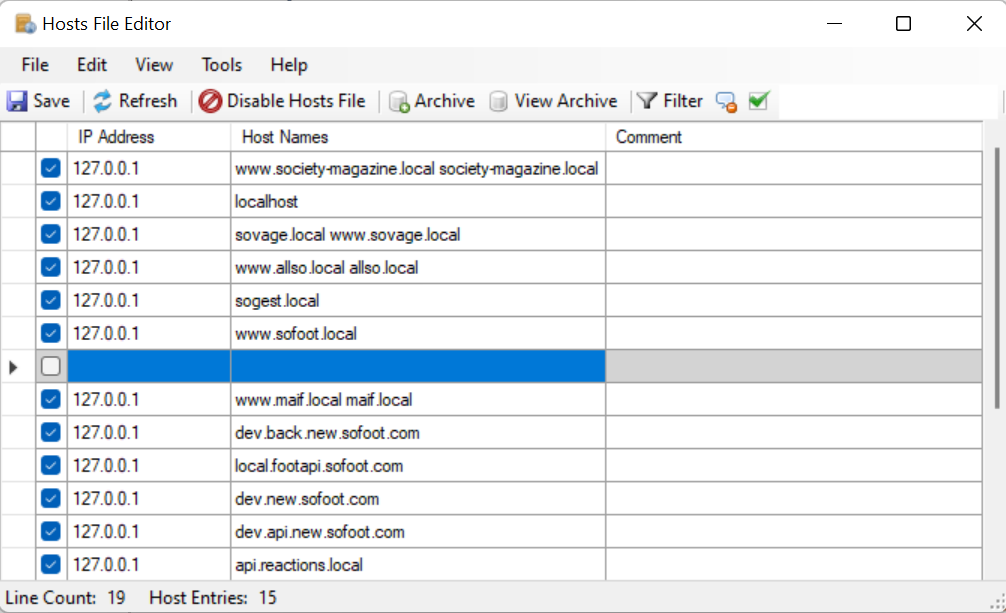 Hosts File Editor
File Edit View Tools Help
Save Refresh Disable Hosts File Archive View Archive Filter
IP Address Host Names Comment
127.0.0.1 www.society-magazine.local society-magazine.local
127.0.0.1 localhost
127.0.0.1 sovage.local www.sovage.local
127.0.0.1 www.allso.local allso.local
127.0.0.1 sogest.local
127.0.0.1 www.sofoot.local
127.0.0.1 www.maif.local maif.local
127.0.0.1 dev.back.new.sofoot.com
127.0.0.1 local.footapi.sofoot.com
127.0.0.1 dev.new.sofoot.com
127.0.0.1 dev.api.new.sofoot.com
127.0.0.1 api.reactions.local
Line Count: 19 Host Entries: 15